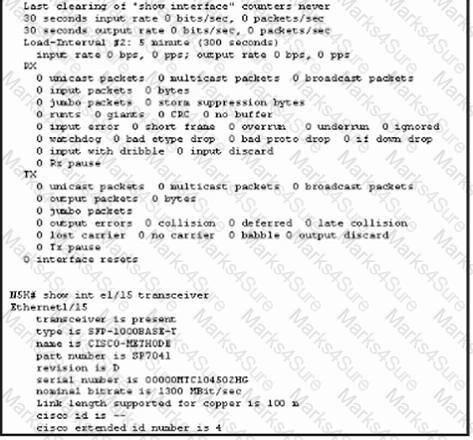 Last clearing of "show interface" counters never
30 seconds input rate 0 bits/sec, 0 packets/sec
30 seconds output rate 0 bits/sec, 0 packets/sec
Load-Interval #2: 5 minute (300 seconds)
input rate 0 bps, 0 pps; output rate 0 bps, 0 pps
RX
0 unicast packets 0 multicast packets 0 broadcast packets
0 input packets 0 bytes
0 jumbo packets 0 storm suppression bytes
0 runts 0 giants 0 CRC 0 no buffer
0 input error 0 short frame 0 overrun 0 underrun 0 ignored
0 watchdog 0 bad etype drop 0 bad proto drop 0 if down drop
0 input with dribble 0 input discard
0 Rx pause
TX
0 unicast packets 0 multicast packets 0 broadcast packets
0 output packets 0 bytes
0 jumbo packets
0 output errors 0 collision 0 deferred 0 late collision
0 lost carrier 0 no carrier 0 babble 0 output discard
0 Tx pause
0 interface resets
N5K# show int e1/15 transceiver
Ethernet1/15
transceiver is present
type is SFP-1000BASE-T
name is CISCO-METHODE
part number is SP7041
revision is D
serial number is 00000MTC104502HG
nominal bitrate is 1300 MBit/sec
Link length supported for copper is 100 m
cisco id is --
cisco extended id number is 4
Marks4Sure